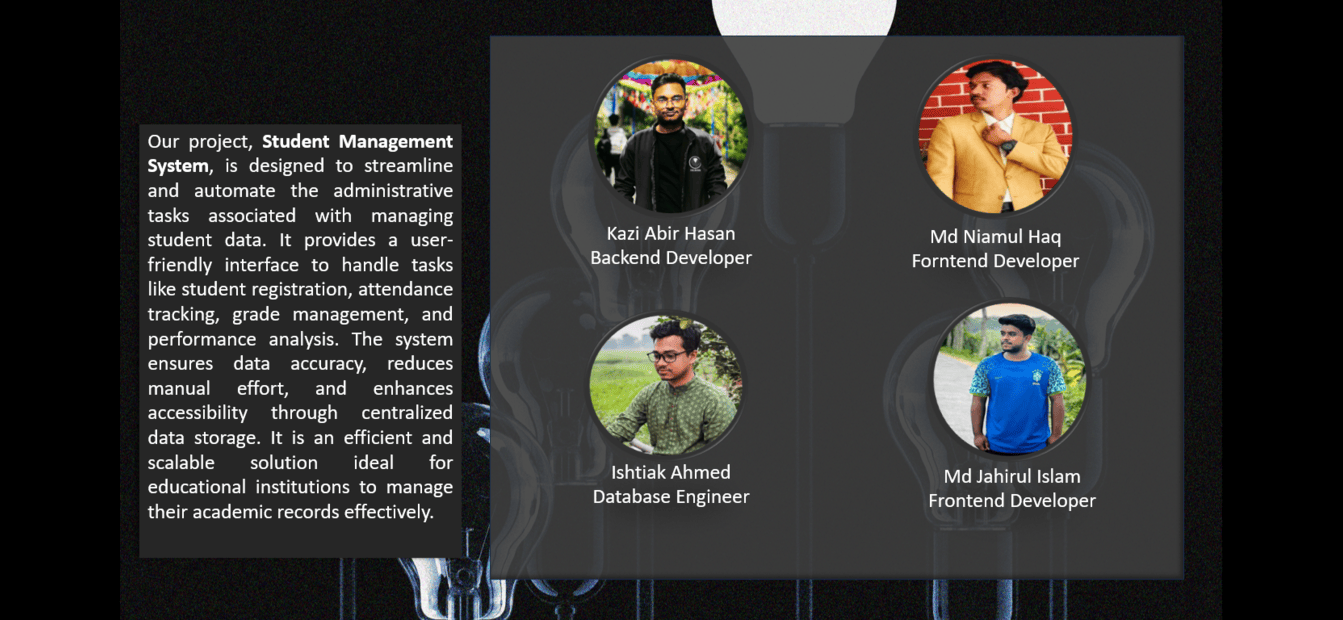 Our project, Student Management
System, is designed to streamline
and automate the administrative
tasks associated with managing
student data. It provides a user-
friendly interface to handle tasks
like student registration, attendance
tracking, grade management, and
performance analysis. The system
ensures data accuracy, reduces
manual effort, and enhances
accessibility through centralized
data storage. It is an efficient and
scalable solution ideal for
educational institutions to manage
their academic records effectively.
Kazi Abir Hasan
Backend Developer
Md Niamul Haq
Forntend Developer
Ishtiak Ahmed
Database Engineer
Md Jahirul Islam
Frontend Developer